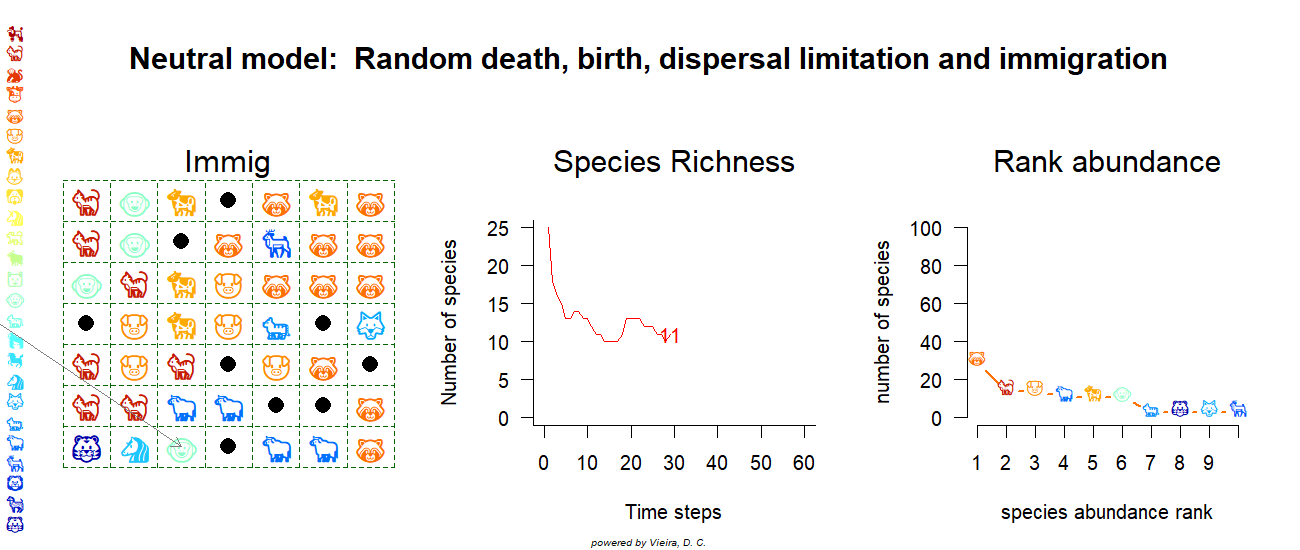 Neutral model:  Random death, birth, dispersal limitation and immigration
Immig
Species Richness
Number of species
25
20
15
10
5
0
11
0 10 20 30 40 50 60
Time steps
Rank abundance
number of species
100
80
60
40
20
0
1 2 3 4 5 6 7 8 9
species abundance rank
powered by Vieira, D. C.